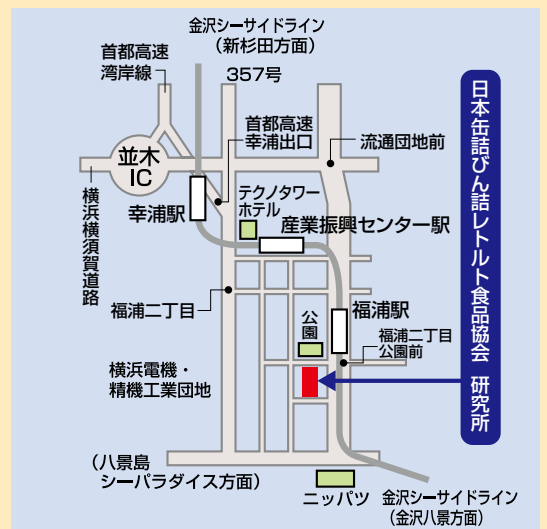 金沢シーサイドライン
（新杉田方面）
首都高速
湾岸線
357号
首都高速
幸浦出口
流通団地前
並木
IC
横浜横須賀道路
幸浦駅
テクノタワー
ホテル
産業振興センター駅
福浦二丁目
公園
福浦駅
福浦二丁目
公園前
横浜電機・
精機工業団地
日本缶詰びん詰レトルト食品協会 研究所
（八景島
シーパラダイス方面）
ニッパツ
金沢シーサイドライン
（金沢八景方面）